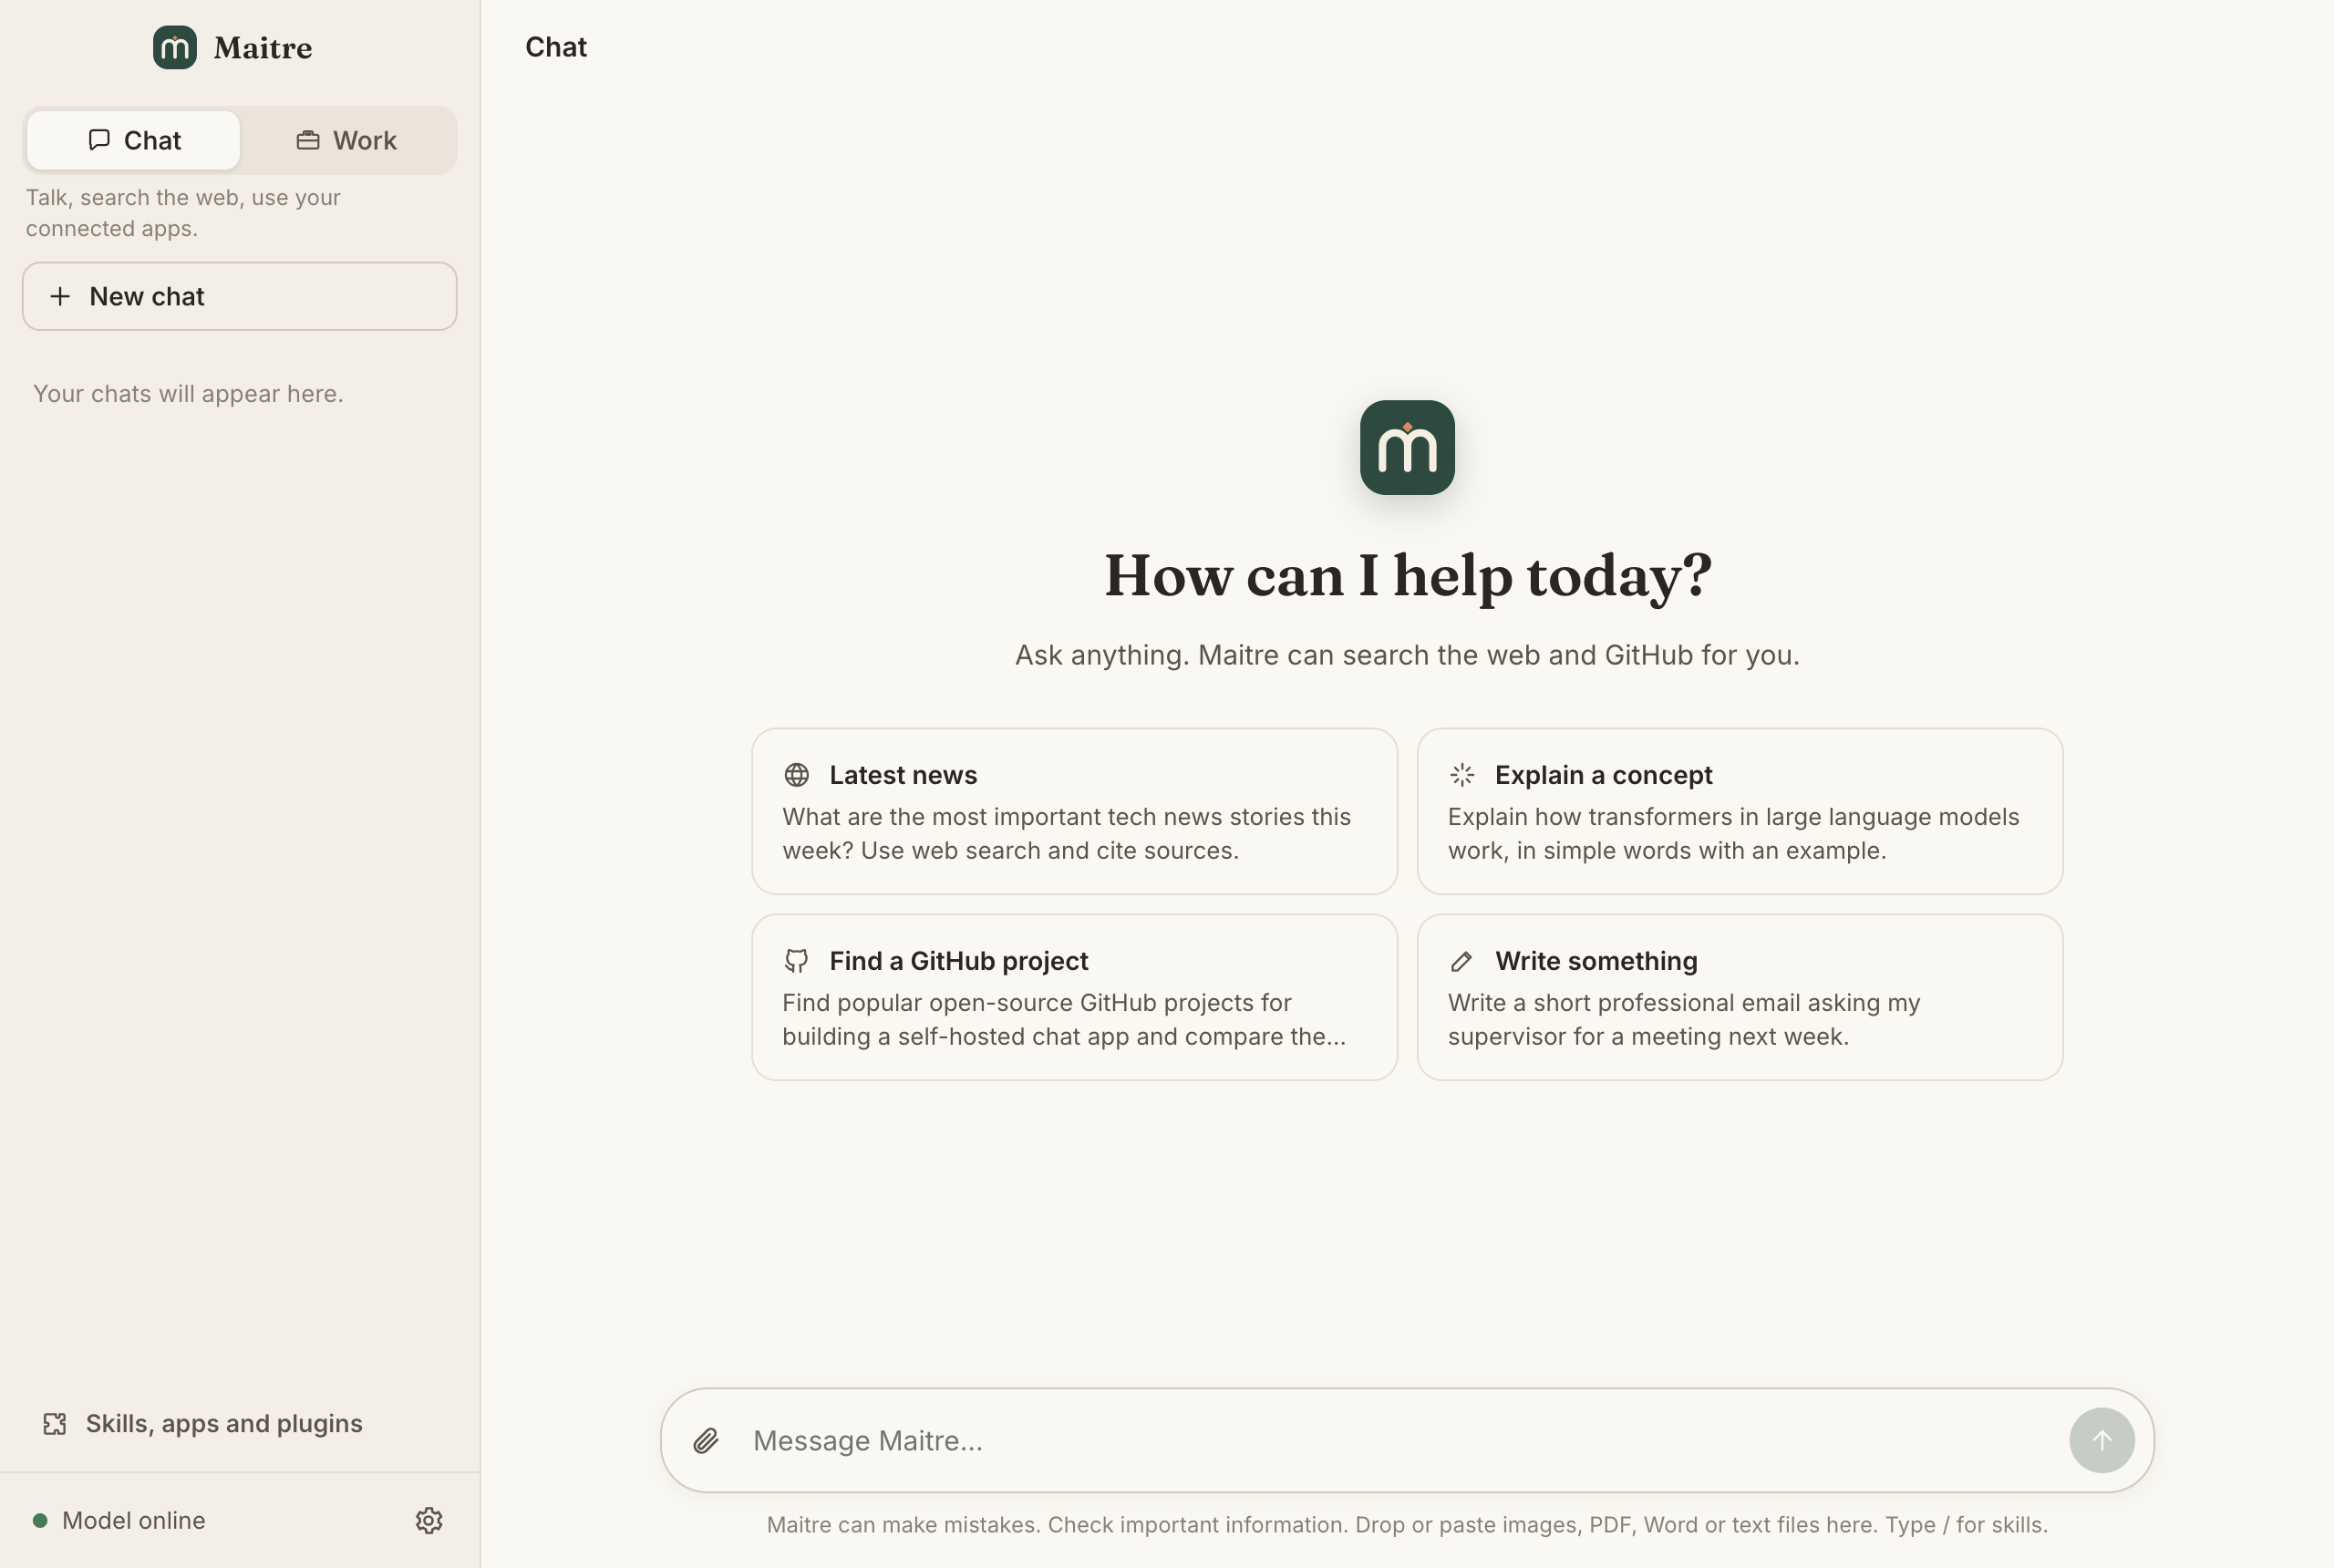 Maitre
Chat
Work
Talk, search the web, use your
connected apps.
New chat
Your chats will appear here.
Skills, apps and plugins
Model online
Chat
How can I help today?
Ask anything. Maitre can search the web and GitHub for you.
Latest news
What are the most important tech news stories this
week? Use web search and cite sources.
Explain a concept
Explain how transformers in large language models
work, in simple words with an example.
Find a GitHub project
Find popular open-source GitHub projects for
building a self-hosted chat app and compare the...
Write something
Write a short professional email asking my
supervisor for a meeting next week.
Message Maitre...
Maitre can make mistakes. Check important information. Drop or paste images, PDF, Word or text files here. Type / for skills.